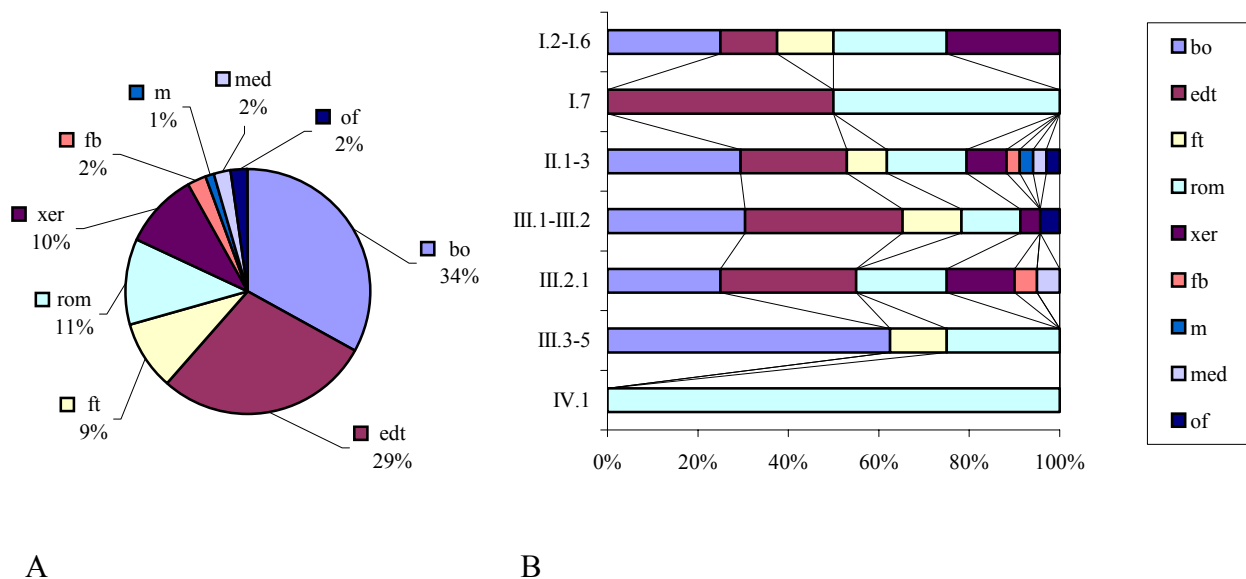 med
2%
m
1%
of
2%
fb
2%
xer
10%
bo
34%
rom
11%
ft
9%
edt
29%
A
I.2-I.6
I.7
II.1-3
III.1-III.2
III.2.1
III.3-5
IV.1
0%
20%
40%
60%
80%
100%
bo
edt
ft
rom
xer
fb
m
med
of
B